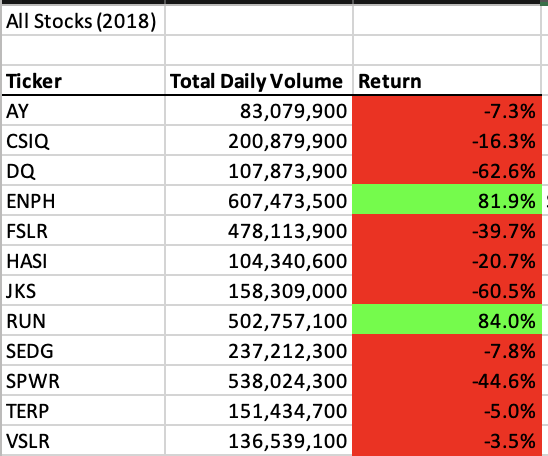 All Stocks (2018)
Ticker Total Daily Volume Return
AY 83,079,900 -7.3%
CSIQ 200,879,900 -16.3%
DQ 107,873,900 -62.6%
ENPH 607,473,500 81.9%
FSLR 478,113,900 -39.7%
HASI 104,340,600 -20.7%
JKS 158,309,000 -60.5%
RUN 502,757,100 84.0%
SEDG 237,212,300 -7.8%
SPWR 538,024,300 -44.6%
TERP 151,434,700 -5.0%
VSLR 136,539,100 -3.5%